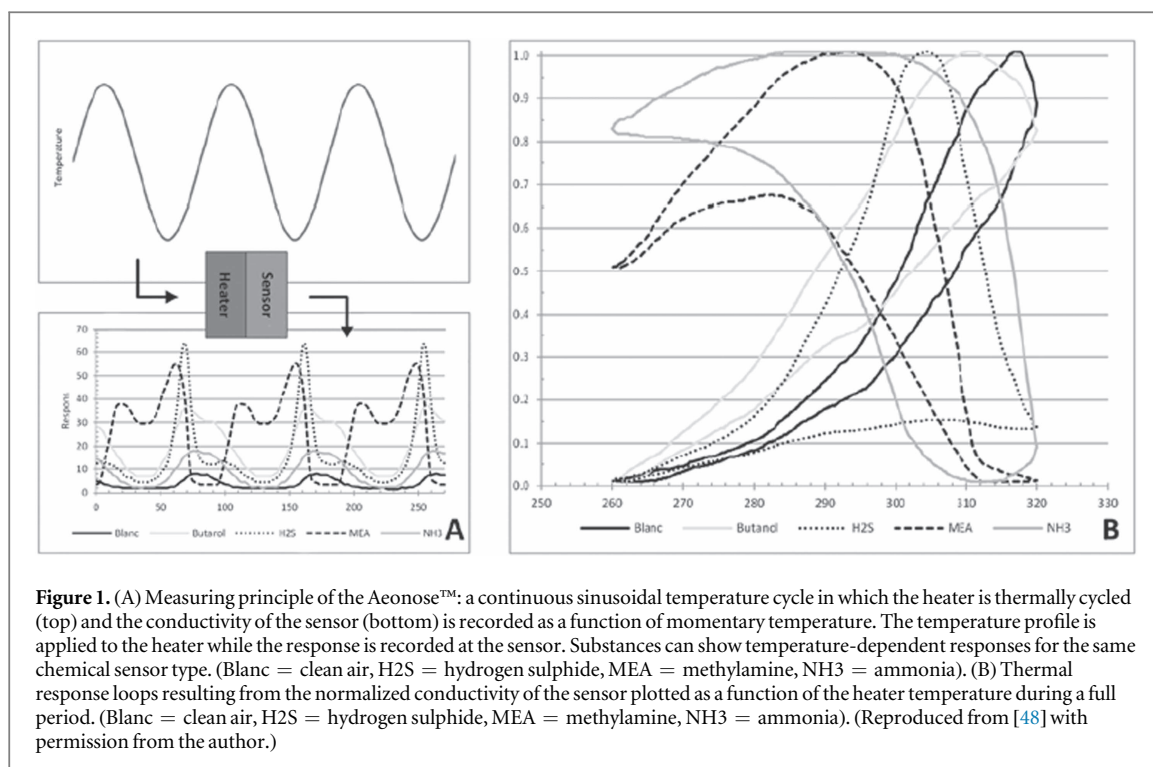 Temperature
Heater
Sensor
Respons
70
60
50
40
30
20
10
0
0 50 100 150 200 250
Blanc Butanol H2S MEA NH3
A
1.0
0.9
0.8
0.7
0.6
0.5
0.4
0.3
0.2
0.1
0.0
250 260 270 280 290 300 310 320 330
Blanc Butanol H2S MEA NH3
B
Figure 1. (A) Measuring principle of the Aeonose™: a continuous sinusoidal temperature cycle in which the heater is thermally cycled
(top) and the conductivity of the sensor (bottom) is recorded as a function of momentary temperature. The temperature profile is
applied to the heater while the response is recorded at the sensor. Substances can show temperature-dependent responses for the same
chemical sensor type. (Blanc = clean air, H2S = hydrogen sulphide, MEA = methylamine, NH3 = ammonia). (B) Thermal
response loops resulting from the normalized conductivity of the sensor plotted as a function of the heater temperature during a full
period. (Blanc = clean air, H2S = hydrogen sulphide, MEA = methylamine, NH3 = ammonia). (Reproduced from [48] with
permission from the author.)